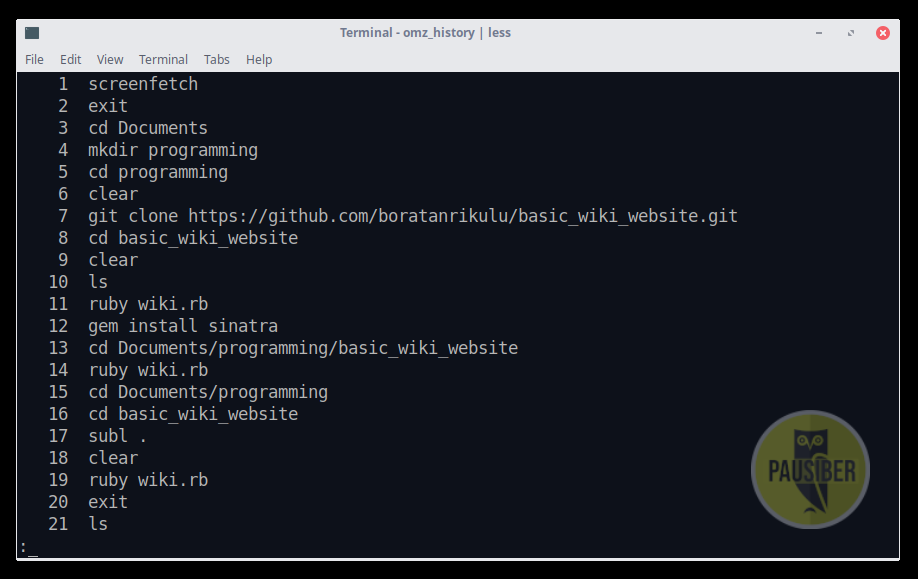 Terminal - omz_history | less
File Edit View Terminal Tabs Help
1 screenfetch
2 exit
3 cd Documents
4 mkdir programming
5 cd programming
6 clear
7 git clone https://github.com/boratanrikulu/basic_wiki_website.git
8 cd basic_wiki_website
9 clear
10 ls
11 ruby wiki.rb
12 gem install sinatra
13 cd Documents/programming/basic_wiki_website
14 ruby wiki.rb
15 cd Documents/programming
16 cd basic_wiki_website
17 subl .
18 clear
19 ruby wiki.rb
20 exit
21 ls
:_
PAUSIBER